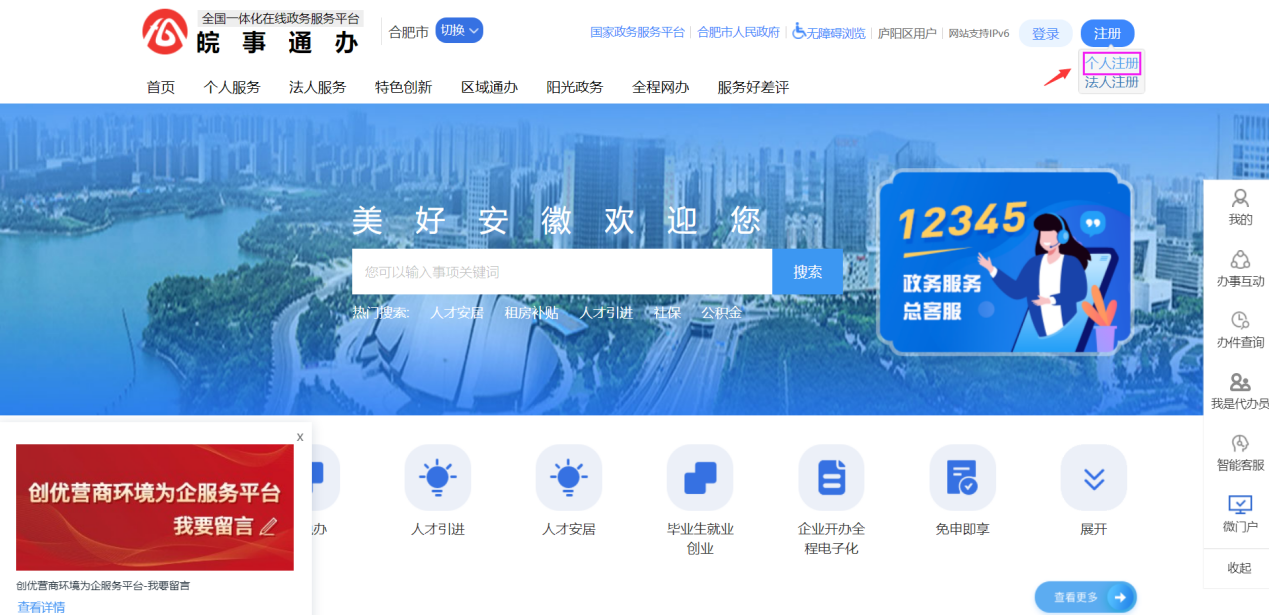 全国一体化在线政务服务平台
皖事通办
合肥市 切换
国家政务服务平台 合肥市人民政府 无障碍浏览 庐阳区用户 网站支持IPv6 登录 注册
个人注册
法人注册
首页 个人服务 法人服务 特色创新 区域通办 阳光政务 全程网办 服务好差评
美好安徽欢迎您
您可以输入事项关键词 搜索
热门搜索: 人才安居 租房补贴 人才引进 社保 公积金
12345
政务服务
总客服
我的
办事互动
办件查询
我是代办员
智能客服
微门户
收起
x
创优营商环境为企服务平台
我要留言
创优营商环境为企服务平台-我要留言
查看详情
办
人才引进
人才安居
毕业生就业
创业
企业开办全
程电子化
免申即享
展开
查看更多